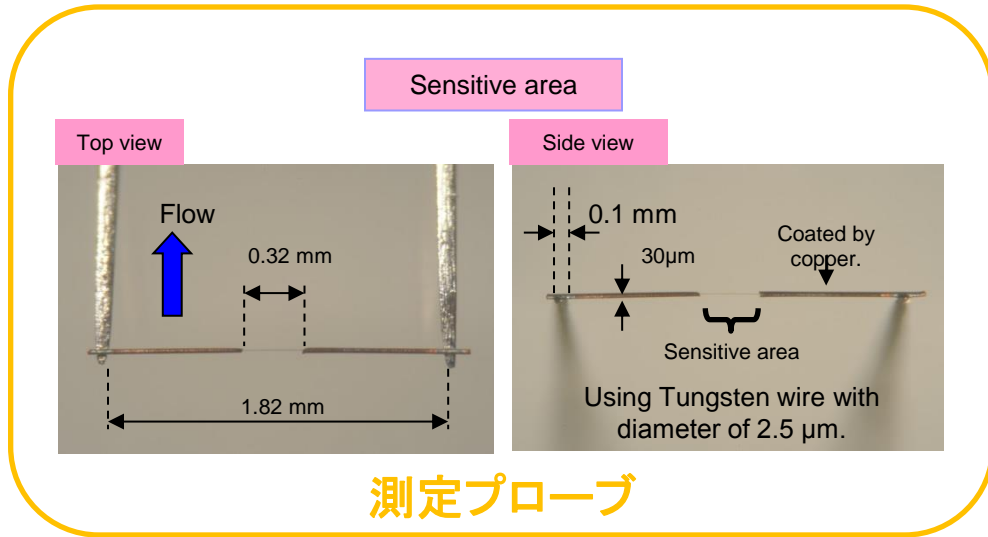 Sensitive area
Top view
Side view
Flow
0.32 mm
1.82 mm
0.1 mm
30μm
Coated by
copper.
Sensitive area
Using Tungsten wire with
diameter of 2.5 μm.
測定プローブ